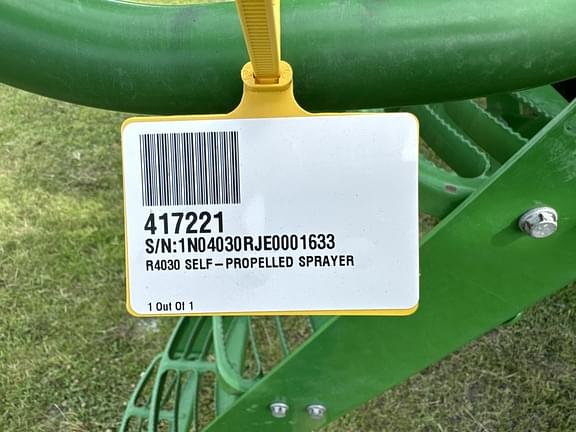 417221
S/N:1N04030RJE0001633
R4030 SELF-PROPELLED SPRAYER
1 Out Of 1